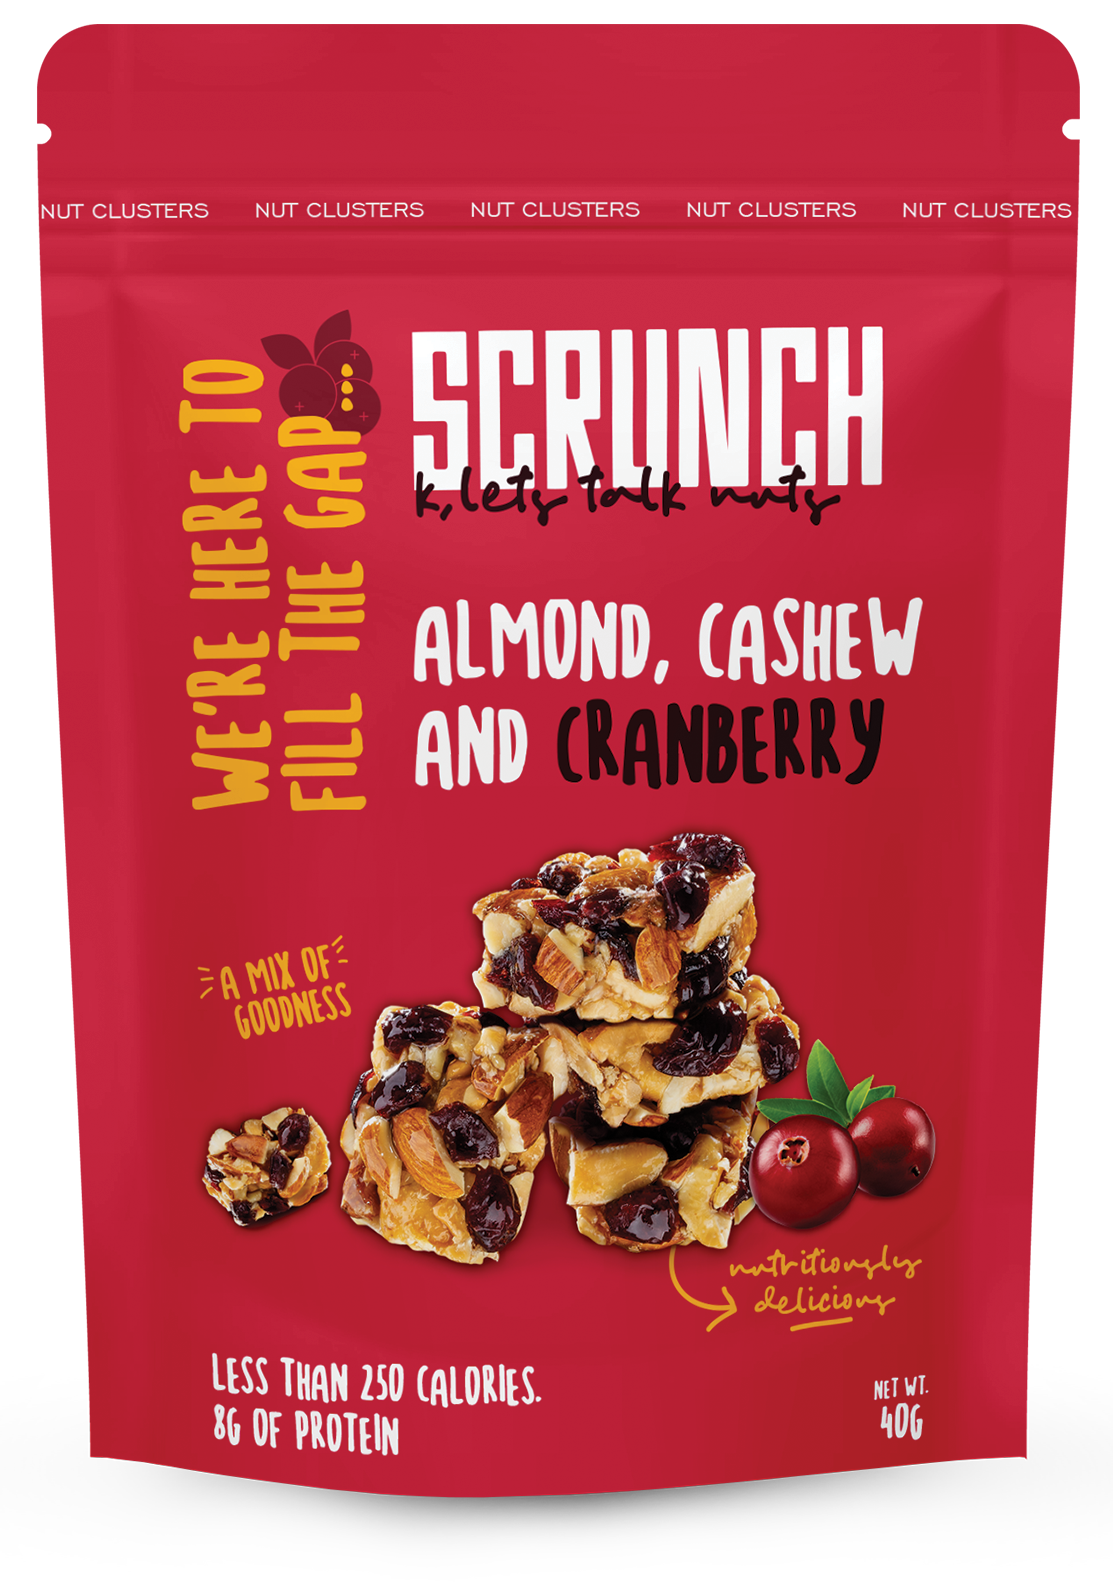 NUT CLUSTERS NUT CLUSTERS NUT CLUSTERS NUT CLUSTERS NUT CLUSTERS
WE'RE HERE TO
FILL THE GAP...
SCRUNCH
k, lets talk nuts
ALMOND, CASHEW
AND CRANBERRY
A MIX OF
GOODNESS
nutritiously
delicious
LESS THAN 250 CALORIES.
8G OF PROTEIN
NET WT.
40G